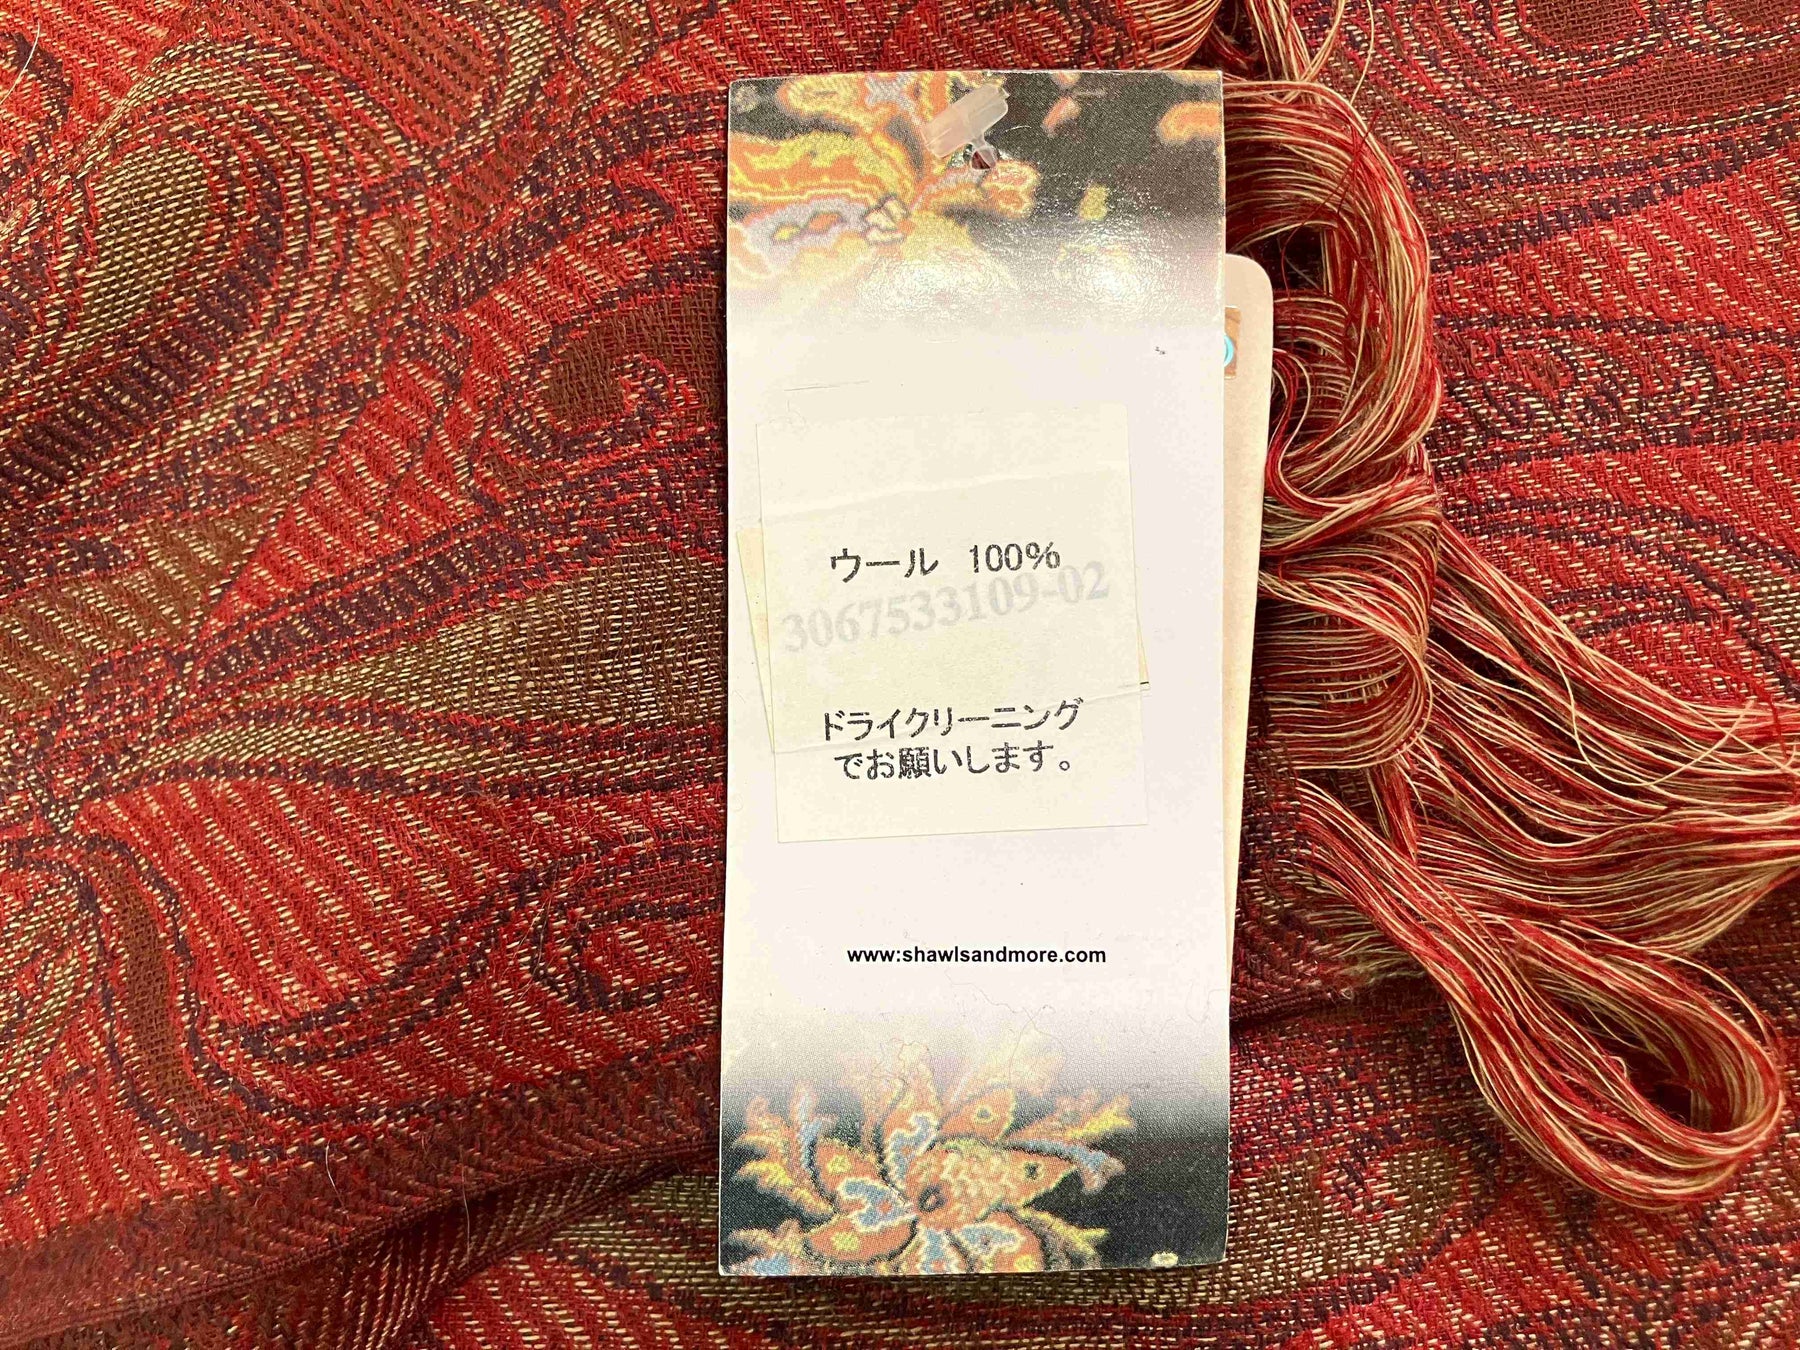 ウール 100%
3067533109-02
ドライクリーニング
でお願いします。
www.shawlsandmore.com